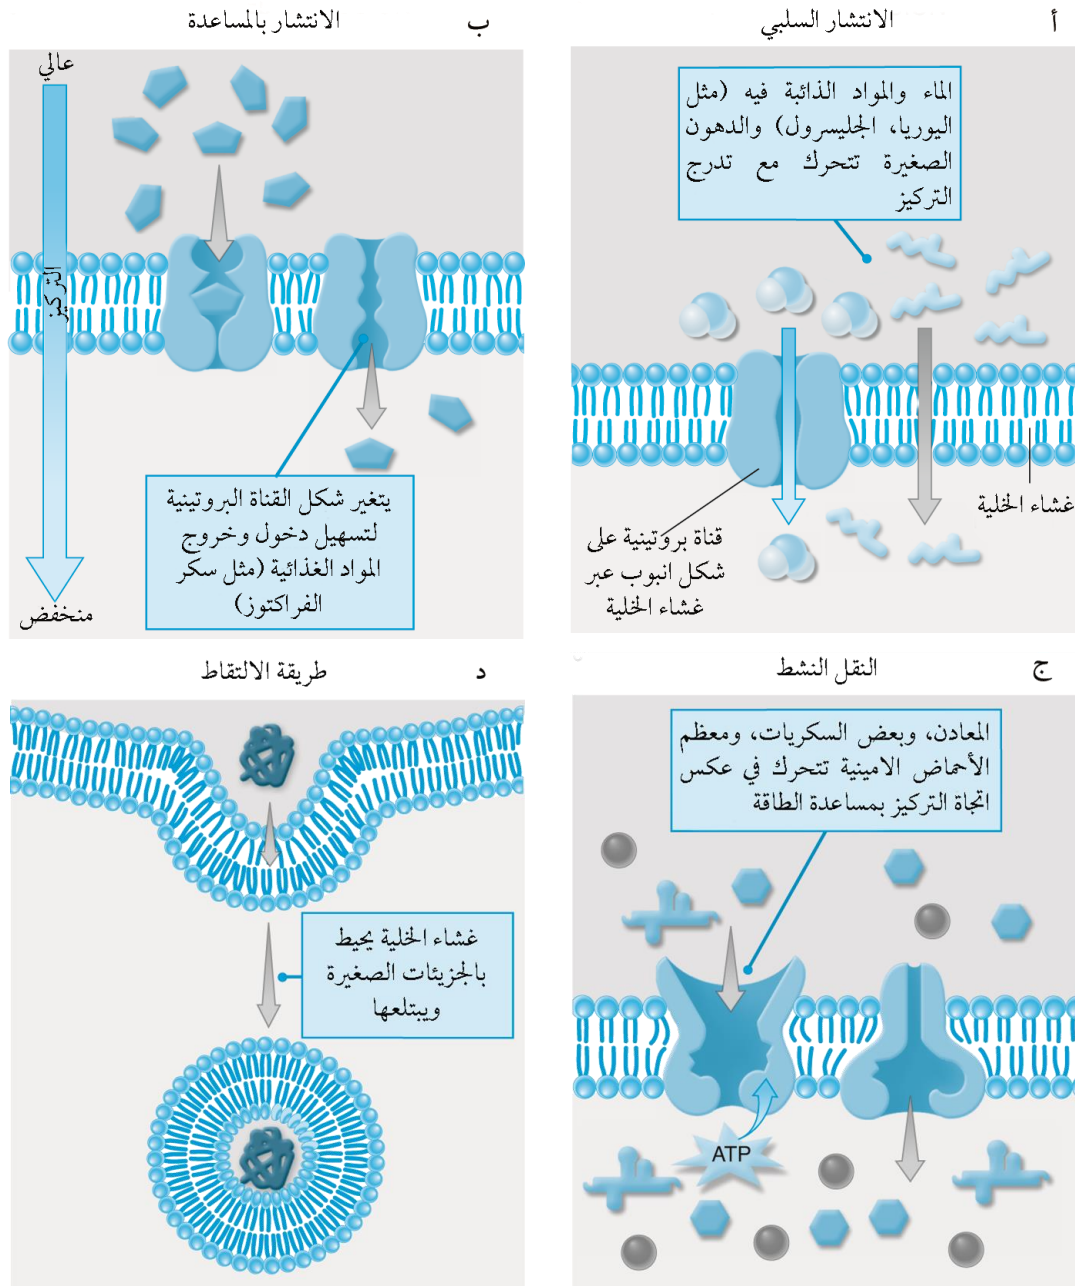 أ
الانتشار السلبي
الماء والمواد الذائبة فيه (مثل
اليوريا، الجليسرول) والدهون
الصغيرة تتحرك مع تدرج
التركيز
غشاء الخلية
قناة بروتينية على
شكل انبوب عبر
غشاء الخلية
ب
الانتشار بالمساعدة
عالي
التركيز
منخفض
يتغير شكل القناة البروتينية
لتسهيل دخول وخروج
المواد الغذائية (مثل سكر
الفراكتوز)
ج
النقل النشط
المعادن، وبعض السكريات، ومعظم
الأحماض الامينية تتحرك في عكس
اتجاة التركيز بمساعدة الطاقة
ATP
د
طريقة الالتقاط
غشاء الخلية يحيط
بالجزيئات الصغيرة
ويبتلعها